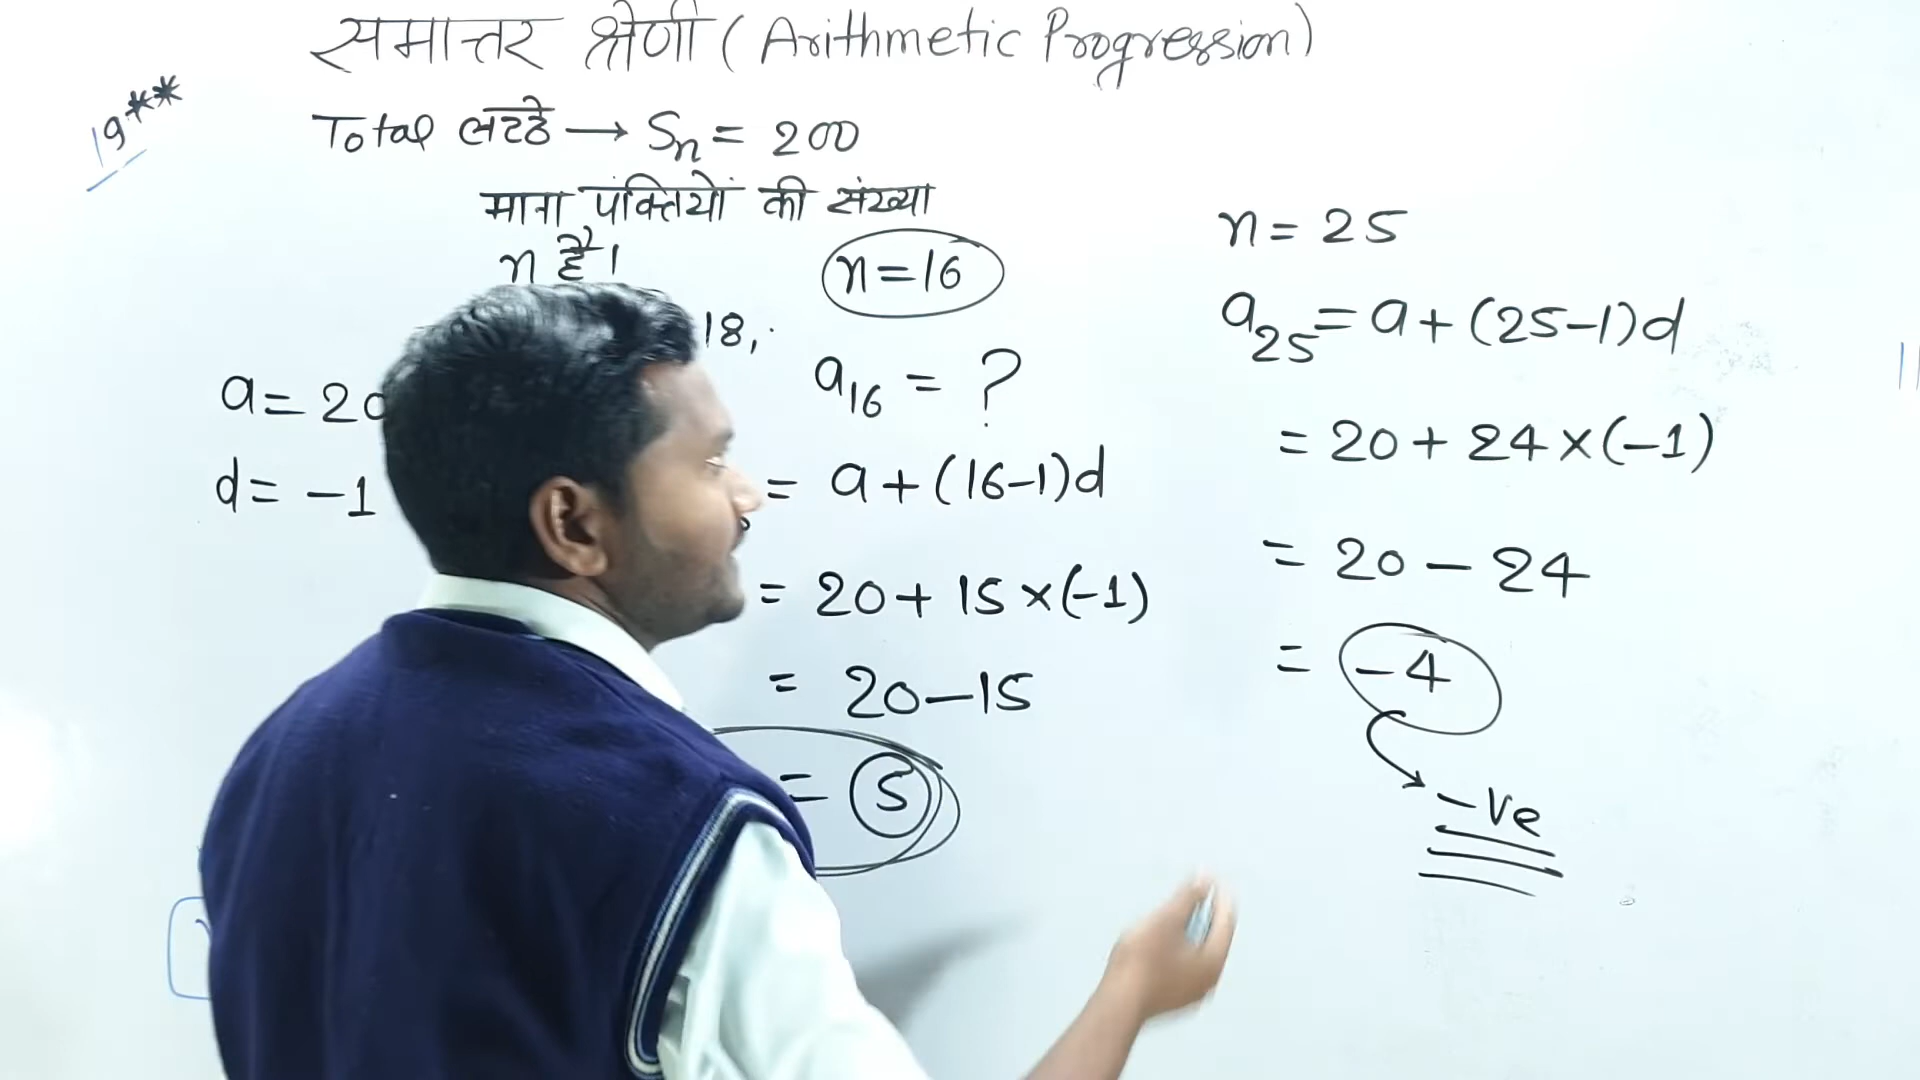 समान्तर श्रेणी (Arithmetic Progression)
19**
Total लट्ठे → Sn = 200
माना पंक्तियों की संख्या
n है।
18,
a = 20
d = -1
n = 16
a16 = ?
= a + (16-1)d
= 20 + 15 × (-1)
= 20 - 15
= 5
n = 25
a25 = a + (25-1)d
= 20 + 24 × (-1)
= 20 - 24
= -4
-Ve